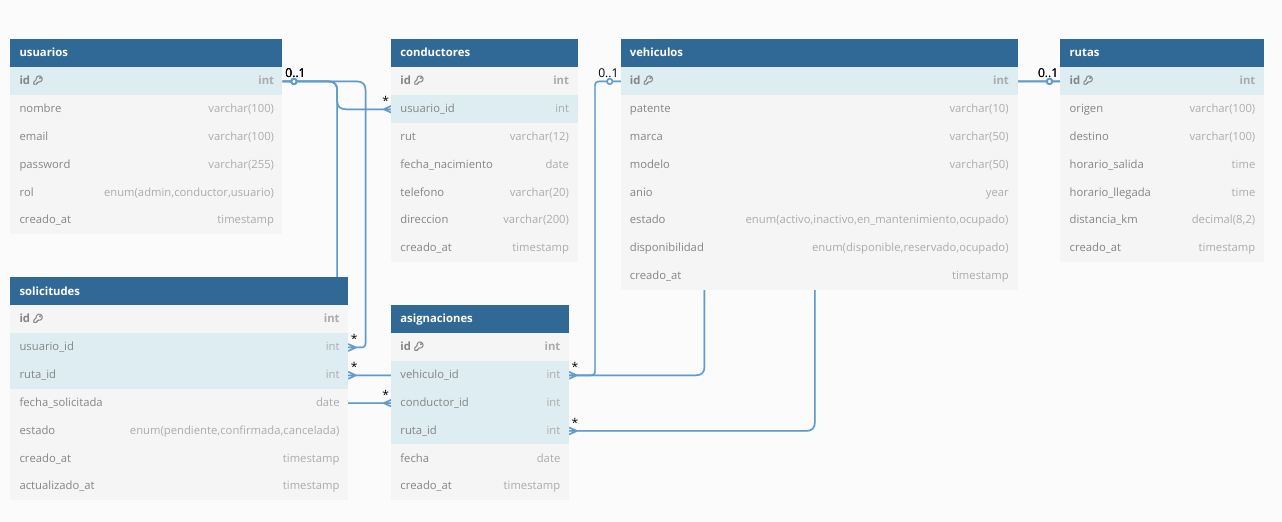 usuarios
id int
nombre varchar(100)
email varchar(100)
password varchar(255)
rol enum(admin,conductor,usuario)
creado_at timestamp
0..1
conductores
id int
* usuario_id int
rut varchar(12)
fecha_nacimiento date
telefono varchar(20)
direccion varchar(200)
creado_at timestamp
0..1
vehiculos
id int
patente varchar(10)
marca varchar(50)
modelo varchar(50)
anio year
estado enum(activo,inactivo,en_mantenimiento,ocupado)
disponibilidad enum(disponible,reservado,ocupado)
creado_at timestamp
0..1
rutas
id int
origen varchar(100)
destino varchar(100)
horario_salida time
horario_llegada time
distancia_km decimal(8,2)
creado_at timestamp
solicitudes
id int
usuario_id int *
ruta_id int *
fecha_solicitada date
estado enum(pendiente,confirmada,cancelada)
creado_at timestamp
actualizado_at timestamp
asignaciones
id int
vehiculo_id int *
* conductor_id int
ruta_id int *
fecha date
creado_at timestamp